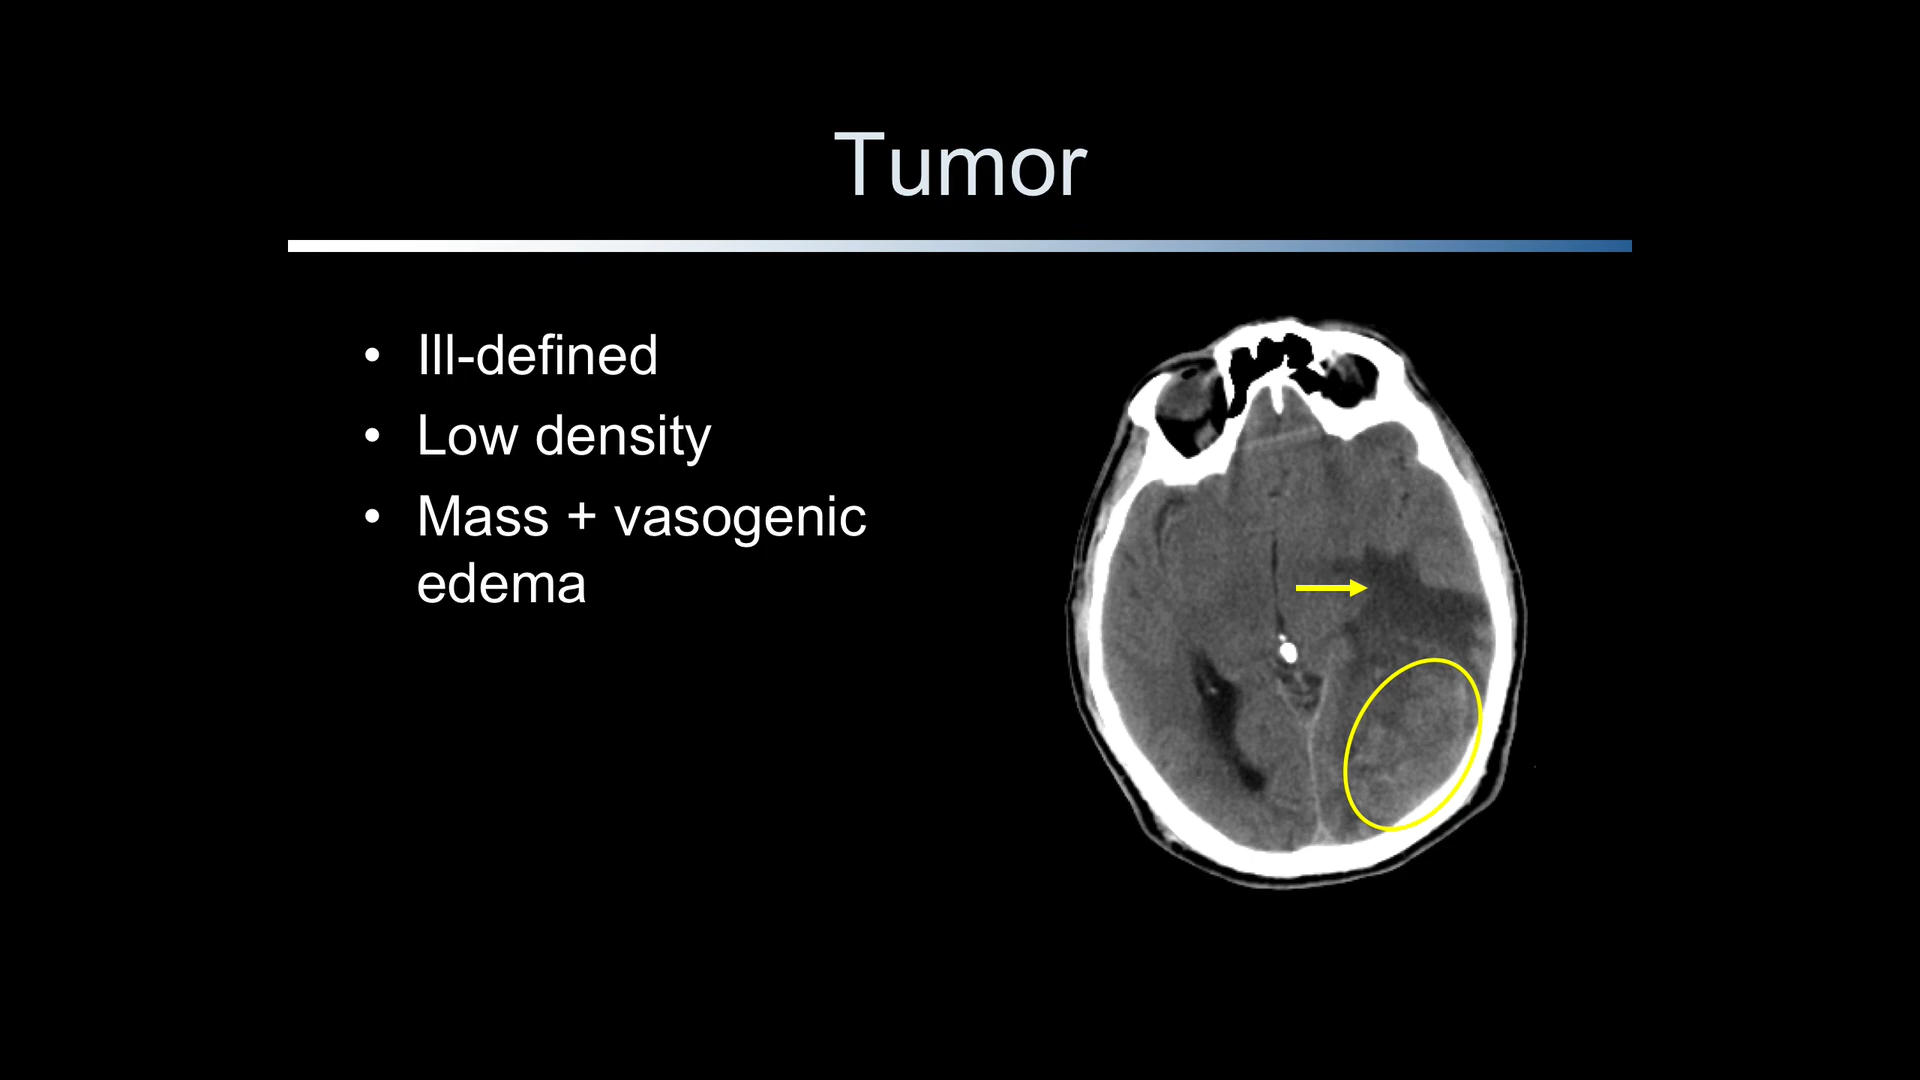 Tumor
• Ill-defined
• Low density
• Mass + vasogenic
edema